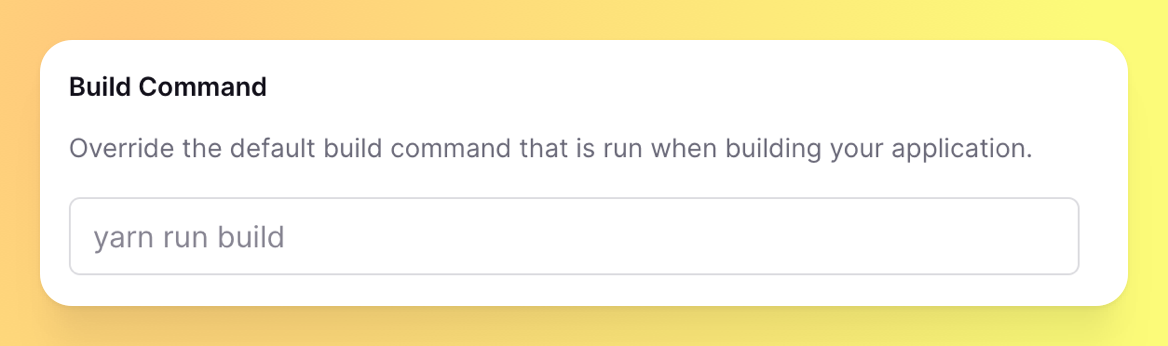 Build Command
Override the default build command that is run when building your application.
yarn run build